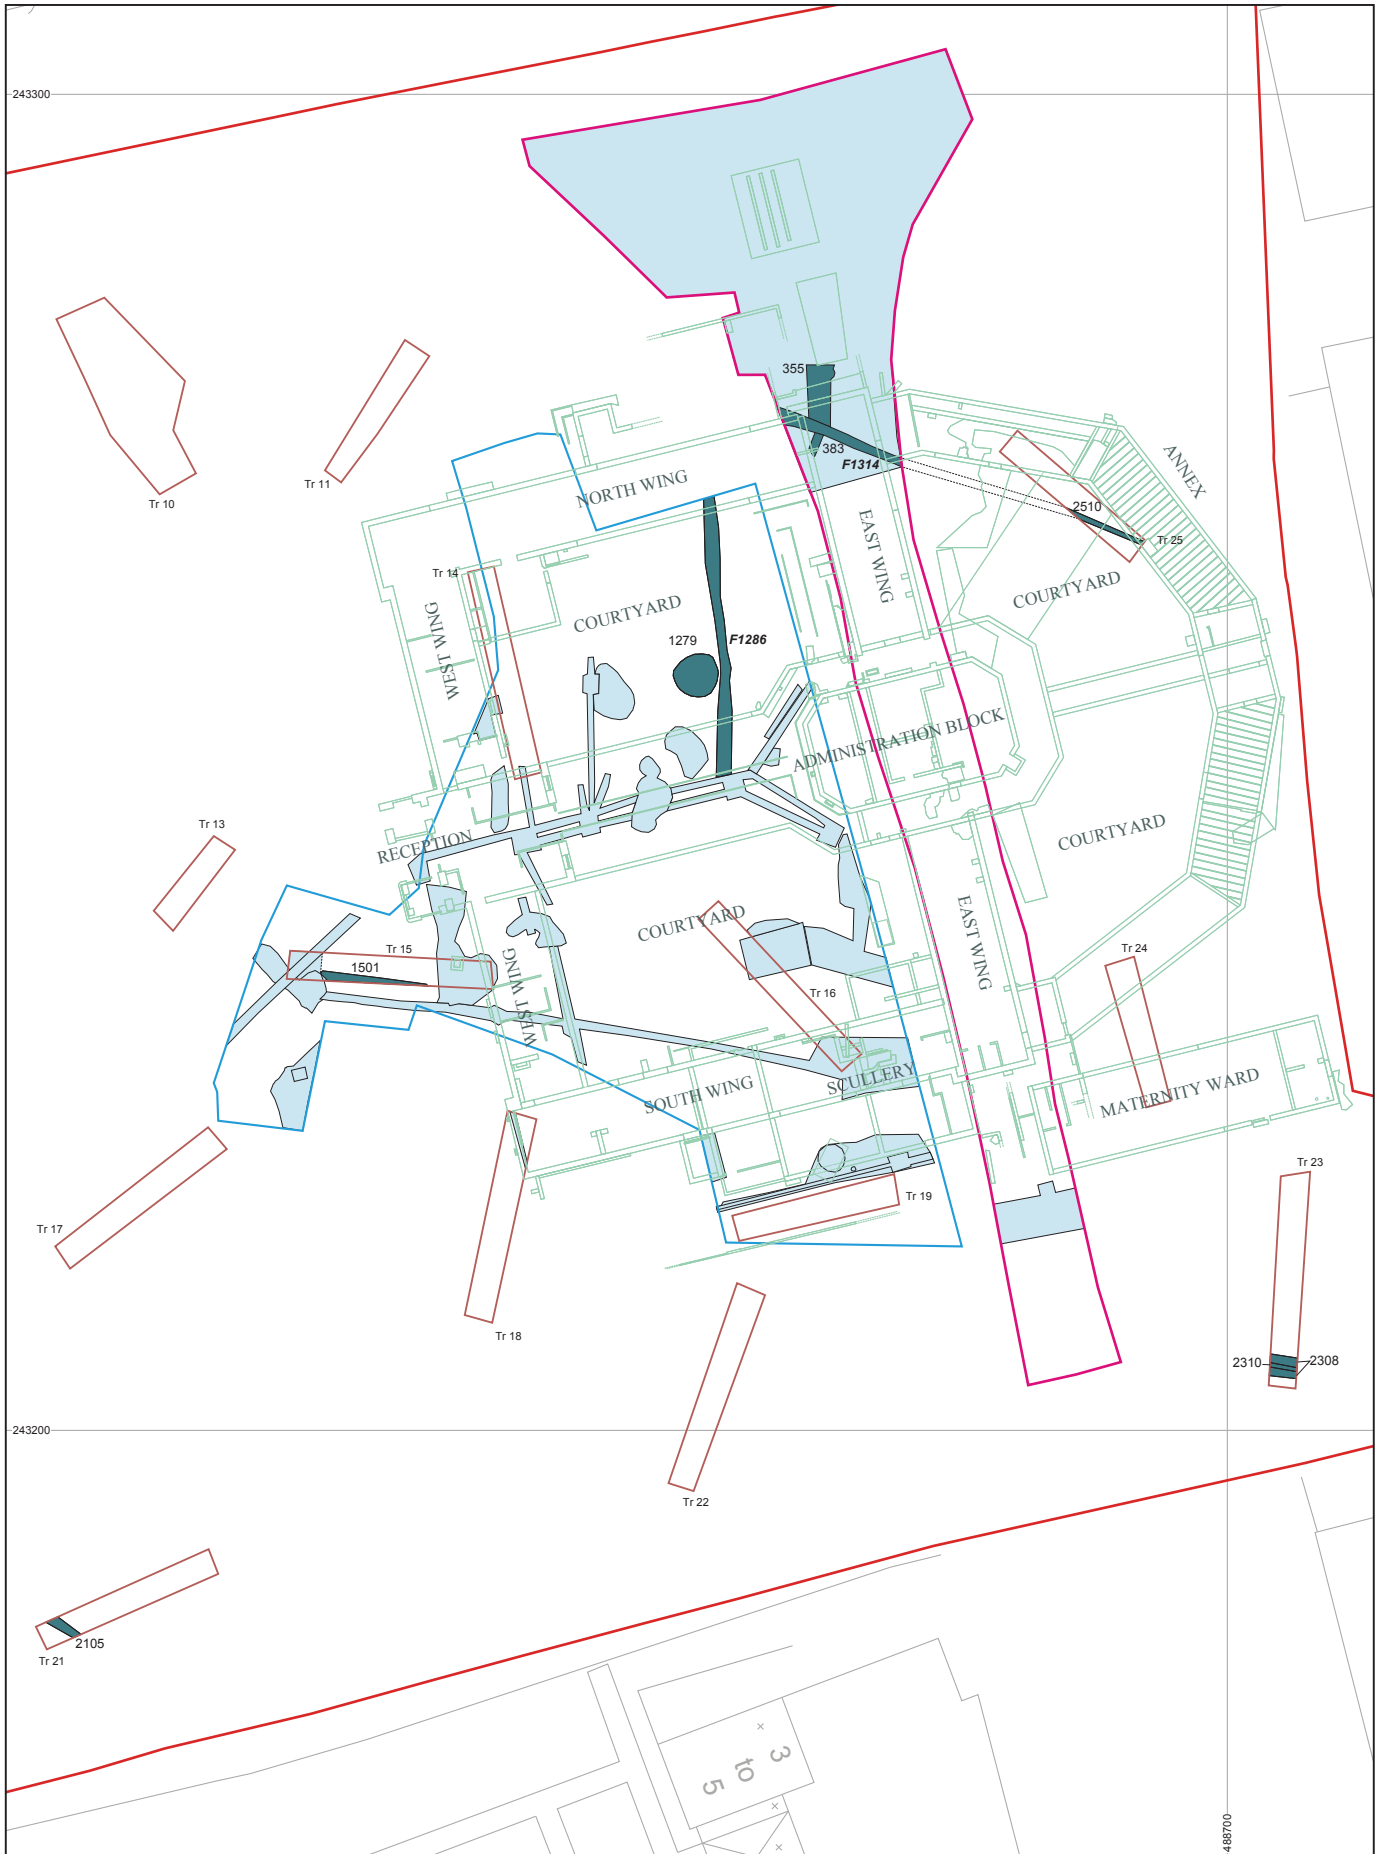 243300
355
383
F1314
ANNEX
Tr 10
Tr 11
NORTH WING
2510
Tr 25
EAST WING
Tr 14
COURTYARD
COURTYARD
WEST WING
1279
F1286
ADMINISTRATION BLOCK
Tr 13
RECEPTION
COURTYARD
COURTYARD
EAST WING
Tr 15
1501
WEST WING
Tr 24
Tr 16
SCULLERY
SOUTH WING
MATERNITY WARD
Tr 23
Tr 19
Tr 17
Tr 18
2310
2308
243200
Tr 22
2105
Tr 21
3
to
5
488700